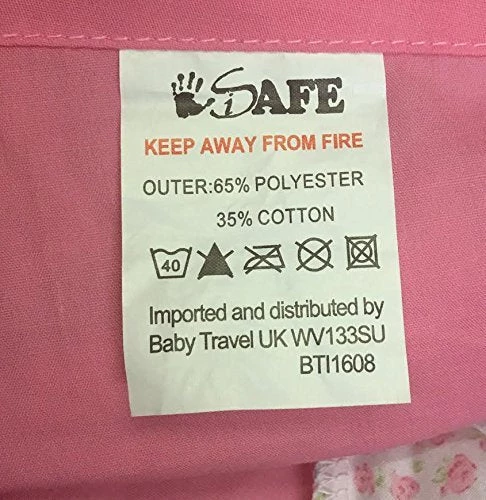 iSAFE
KEEP AWAY FROM FIRE
OUTER:65% POLYESTER
35% COTTON
40
Imported and distributed by
Baby Travel UK WV133SU
BTI1608